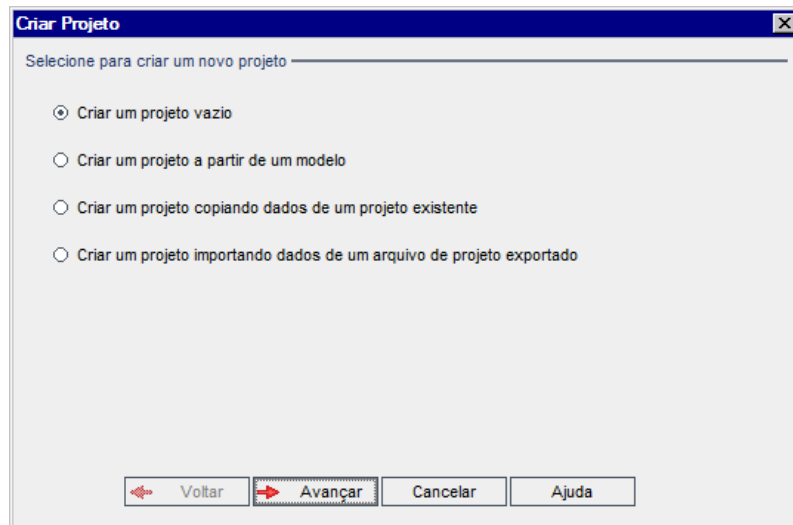 Criar Projeto
Selecione para criar um novo projeto
Criar um projeto vazio
Criar um projeto a partir de um modelo
Criar um projeto copiando dados de um projeto existente
Criar um projeto importando dados de um arquivo de projeto exportado
Voltar Avançar Cancelar Ajuda